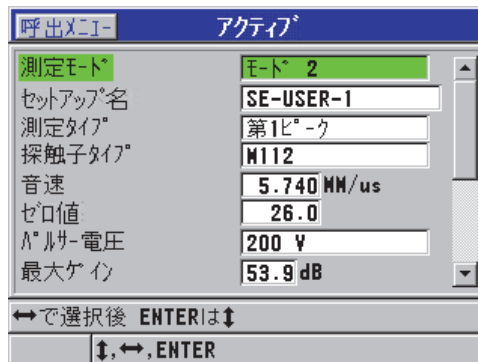 呼出メニュー アクティブ
測定モード モード 2
セットアップ名 SE-USER-1
測定タイプ 第1ピーク
探触子タイプ M112
音速 5.740 MM/us
ゼロ値 26.0
パルサー電圧 200 V
最大ゲイン 53.9 dB
↔で選択後 ENTERは↕
↕,↔,ENTER